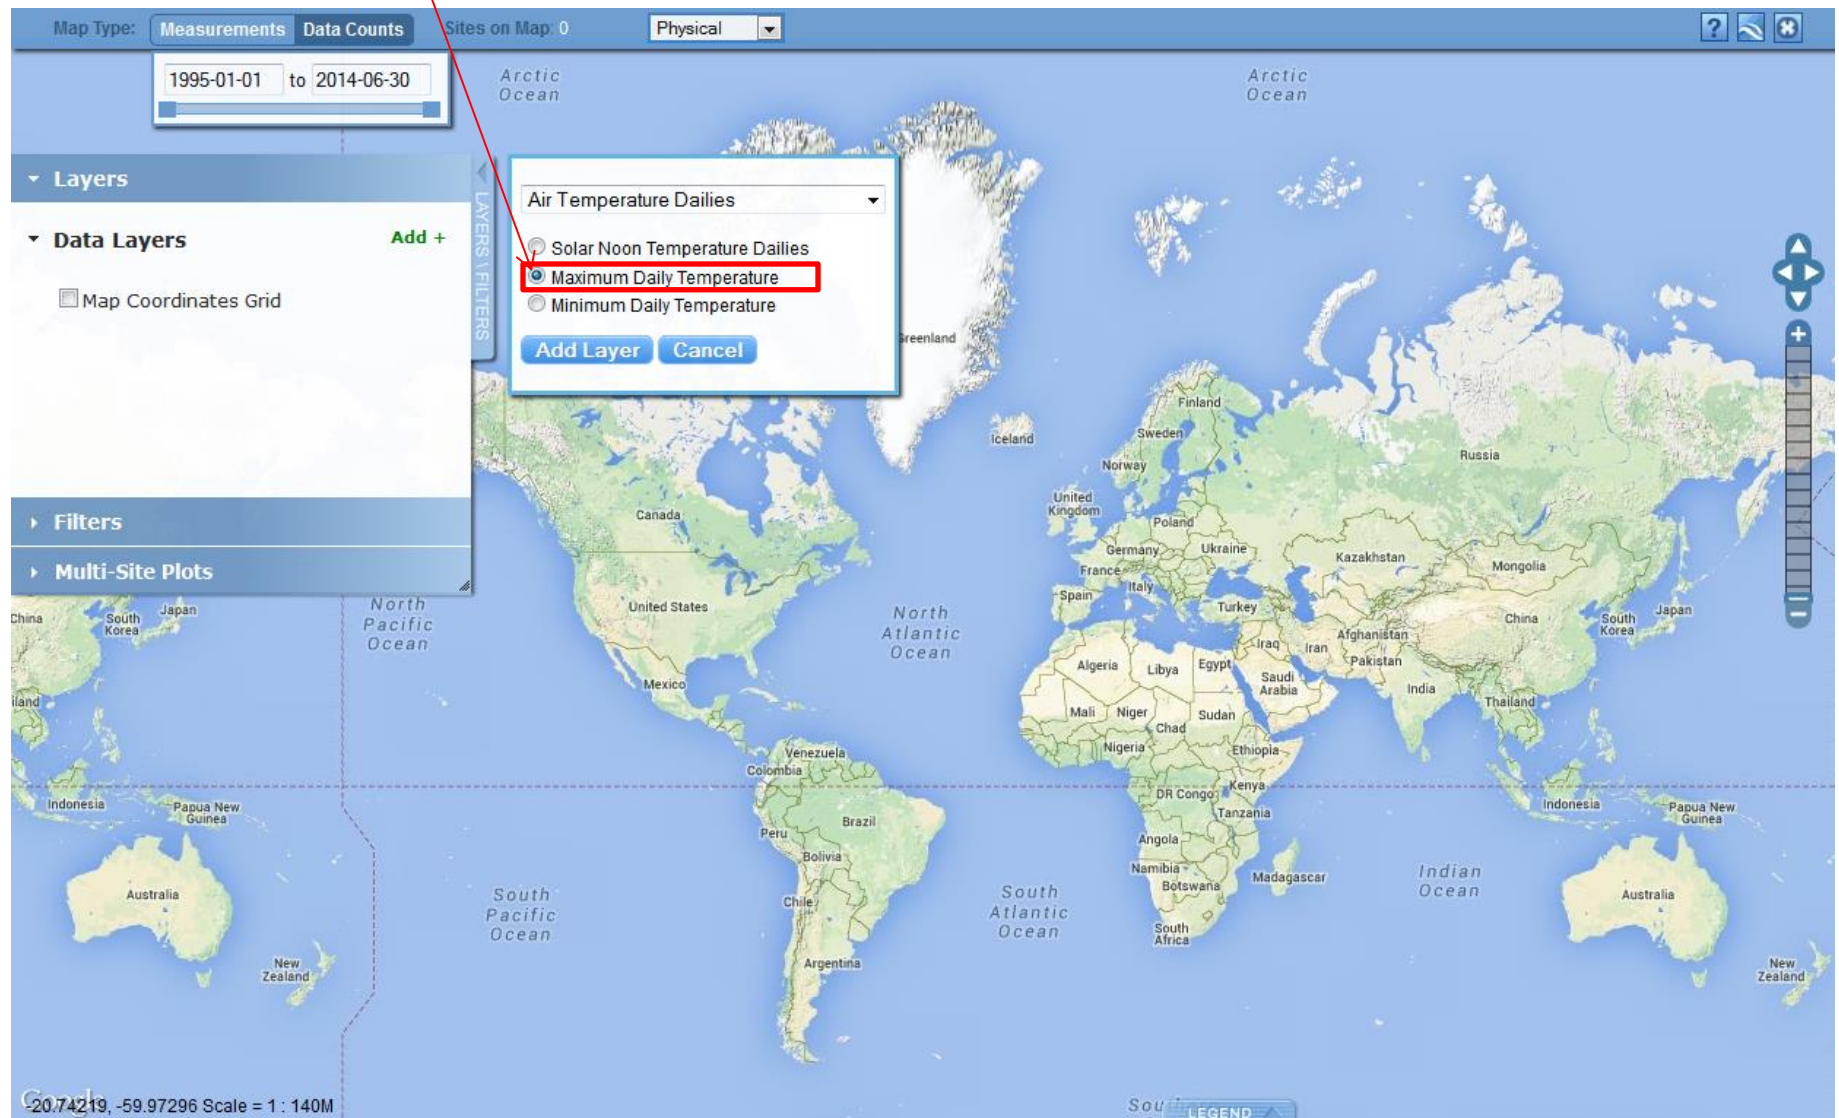 Map Type: Measurements Data Counts Sites on Map: 0 Physical ?
1995-01-01 to 2014-06-30
Layers
Data Layers Add +
Map Coordinates Grid
Filters
Multi-Site Plots
LAYERS \ FILTERS
Air Temperature Dailies
Solar Noon Temperature Dailies
Maximum Daily Temperature
Minimum Daily Temperature
Add Layer Cancel
Arctic
Ocean
Arctic
Ocean
Greenland
Iceland
Finland
Sweden
Norway
Russia
United
Kingdom
Poland
Germany
Ukraine
France
Kazakhstan
Mongolia
Italy
Spain
Turkey
China
South
Korea
Japan
Canada
United States
Mexico
North
Pacific
Ocean
North
Atlantic
Ocean
China
South
Korea
Japan
iland
Algeria
Libya
Egypt
Iraq
Iran
Afghanistan
Pakistan
Saudi
Arabia
India
Thailand
Mali
Niger
Chad
Sudan
Nigeria
Ethiopia
Venezuela
Colombia
DR Congo
Kenya
Tanzania
Indonesia
Papua New
Guinea
Indonesia
Papua New
Guinea
Peru
Brazil
Bolivia
Angola
Namibia
Botswana
Madagascar
Indian
Ocean
Australia
Australia
South
Pacific
Ocean
Chile
South
Atlantic
Ocean
South
Africa
Argentina
New
Zealand
New
Zealand
Google
-20.74219, -59.97296 Scale = 1 : 140M
LEGEND